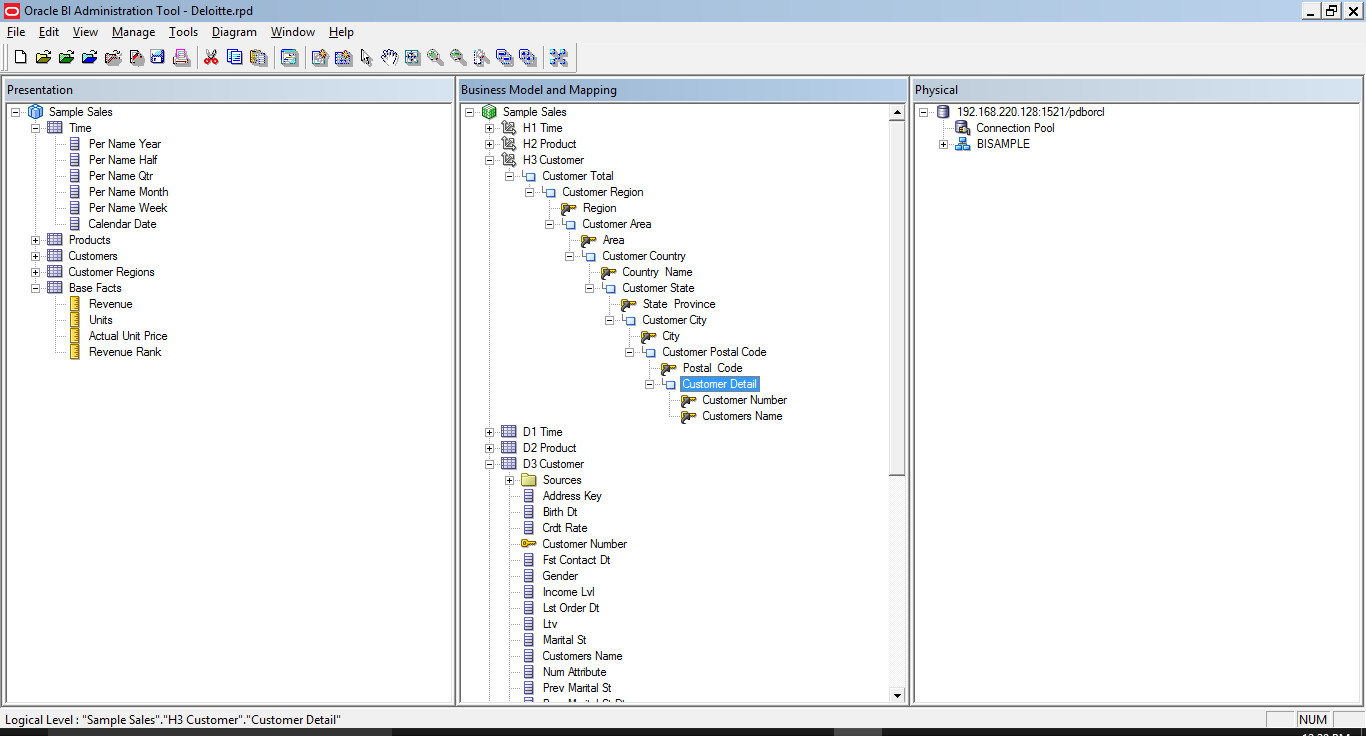 Oracle BI Administration Tool - Deloitte.rpd
File Edit View Manage Tools Diagram Window Help
Presentation
Sample Sales
Time
Per Name Year
Per Name Half
Per Name Qtr
Per Name Month
Per Name Week
Calendar Date
Products
Customers
Customer Regions
Base Facts
Revenue
Units
Actual Unit Price
Revenue Rank
Business Model and Mapping
Sample Sales
H1 Time
H2 Product
H3 Customer
Customer Total
Customer Region
Region
Customer Area
Area
Customer Country
Country Name
Customer State
State Province
Customer City
City
Customer Postal Code
Postal Code
Customer Detail
Customer Number
Customers Name
D1 Time
D2 Product
D3 Customer
Sources
Address Key
Birth Dt
Crdt Rate
Customer Number
Fst Contact Dt
Gender
Income Lvl
Lst Order Dt
Ltv
Marital St
Customers Name
Num Attribute
Prev Marital St
Physical
192.168.220.128:1521/pdborcl
Connection Pool
BISAMPLE
Logical Level : "Sample Sales"."H3 Customer"."Customer Detail"
NUM